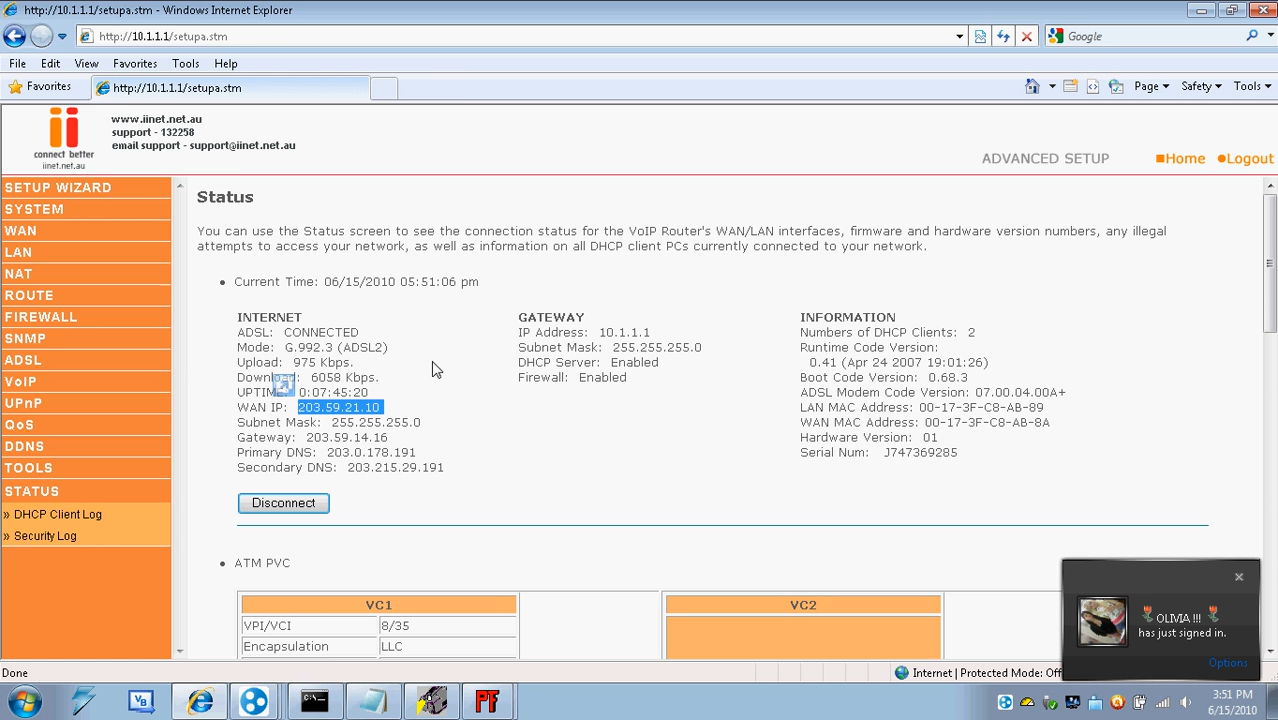 http://10.1.1.1/setupa.stm - Windows Internet Explorer
http://10.1.1.1/setupa.stm
Google
File Edit View Favorites Tools Help
Favorites
http://10.1.1.1/setupa.stm
Page Safety Tools
www.iinet.net.au
support - 132258
email support - support@iinet.net.au
connect better
iinet.net.au
ADVANCED SETUP Home Logout
SETUP WIZARD
SYSTEM
WAN
LAN
NAT
ROUTE
FIREWALL
SNMP
ADSL
VoIP
UPnP
QoS
DDNS
TOOLS
STATUS
» DHCP Client Log
» Security Log
Status
You can use the Status screen to see the connection status for the VoIP Router's WAN/LAN interfaces, firmware and hardware version numbers, any illegal
attempts to access your network, as well as information on all DHCP client PCs currently connected to your network.
Current Time: 06/15/2010 05:51:06 pm
INTERNET
ADSL: CONNECTED
Mode: G.992.3 (ADSL2)
Upload: 975 Kbps.
6058 Kbps.
0:07:45:20
WAN IP: 203.59.21.10
Subnet Mask: 255.255.255.0
Gateway: 203.59.14.16
Primary DNS: 203.0.178.191
Secondary DNS: 203.215.29.191
GATEWAY
IP Address: 10.1.1.1
Subnet Mask: 255.255.255.0
DHCP Server: Enabled
Firewall: Enabled
INFORMATION
Numbers of DHCP Clients: 2
Runtime Code Version:
0.41 (Apr 24 2007 19:01:26)
Boot Code Version: 0.68.3
ADSL Modem Code Version: 07.00.04.00A+
LAN MAC Address: 00-17-3F-C8-AB-89
WAN MAC Address: 00-17-3F-C8-AB-8A
Hardware Version: 01
Serial Num: J747369285
Disconnect
ATM PVC
VC1
VPI/VCI 8/35
Encapsulation LLC
VC2
OLIVIA !!!
has just signed in.
Options
Done
Internet | Protected Mode: Off
VB
PF
3:51 PM
6/15/2010